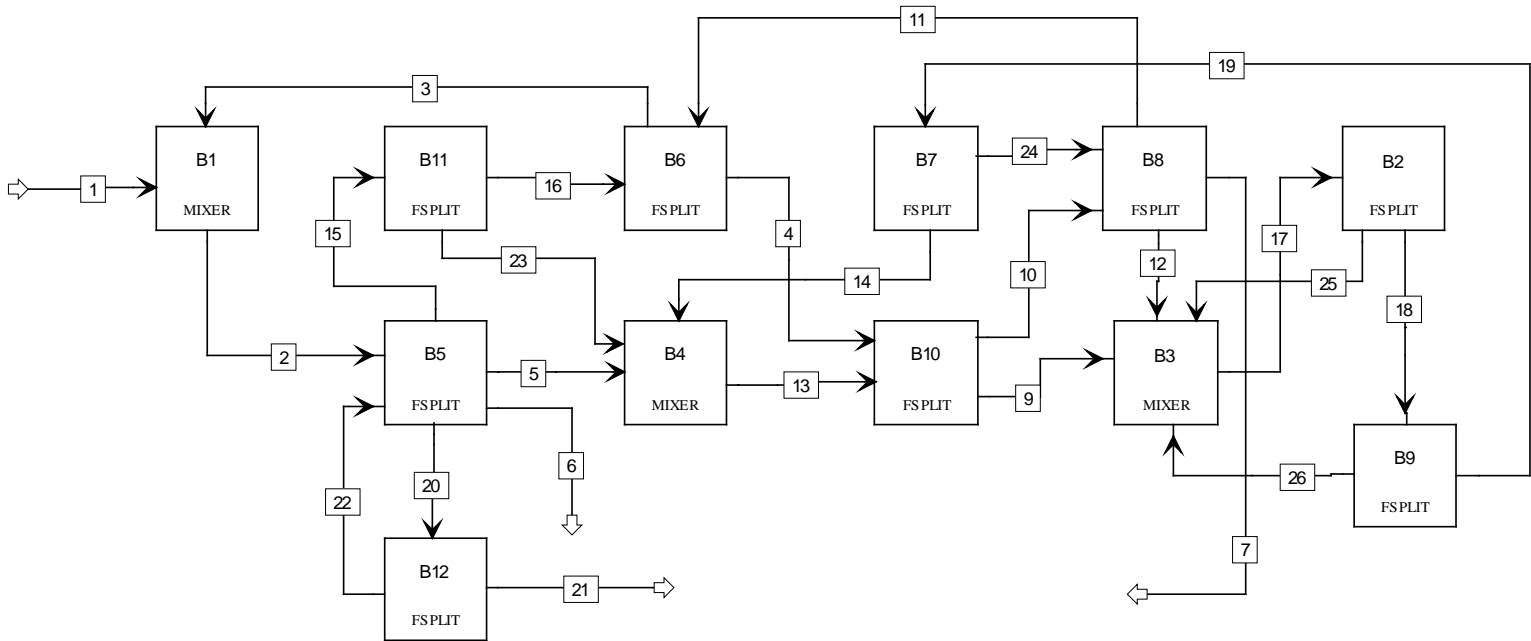 11
19
3
B1
MIXER
B11
FSPLIT
B6
FSPLIT
B7
FSPLIT
B8
FSPLIT
B2
FSPLIT
1
16
24
15
4
17
23
14
10
12
25
18
2
B5
FSPLIT
5
B4
MIXER
13
B10
FSPLIT
9
B3
MIXER
6
20
22
26
B9
FSPLIT
7
B12
FSPLIT
21